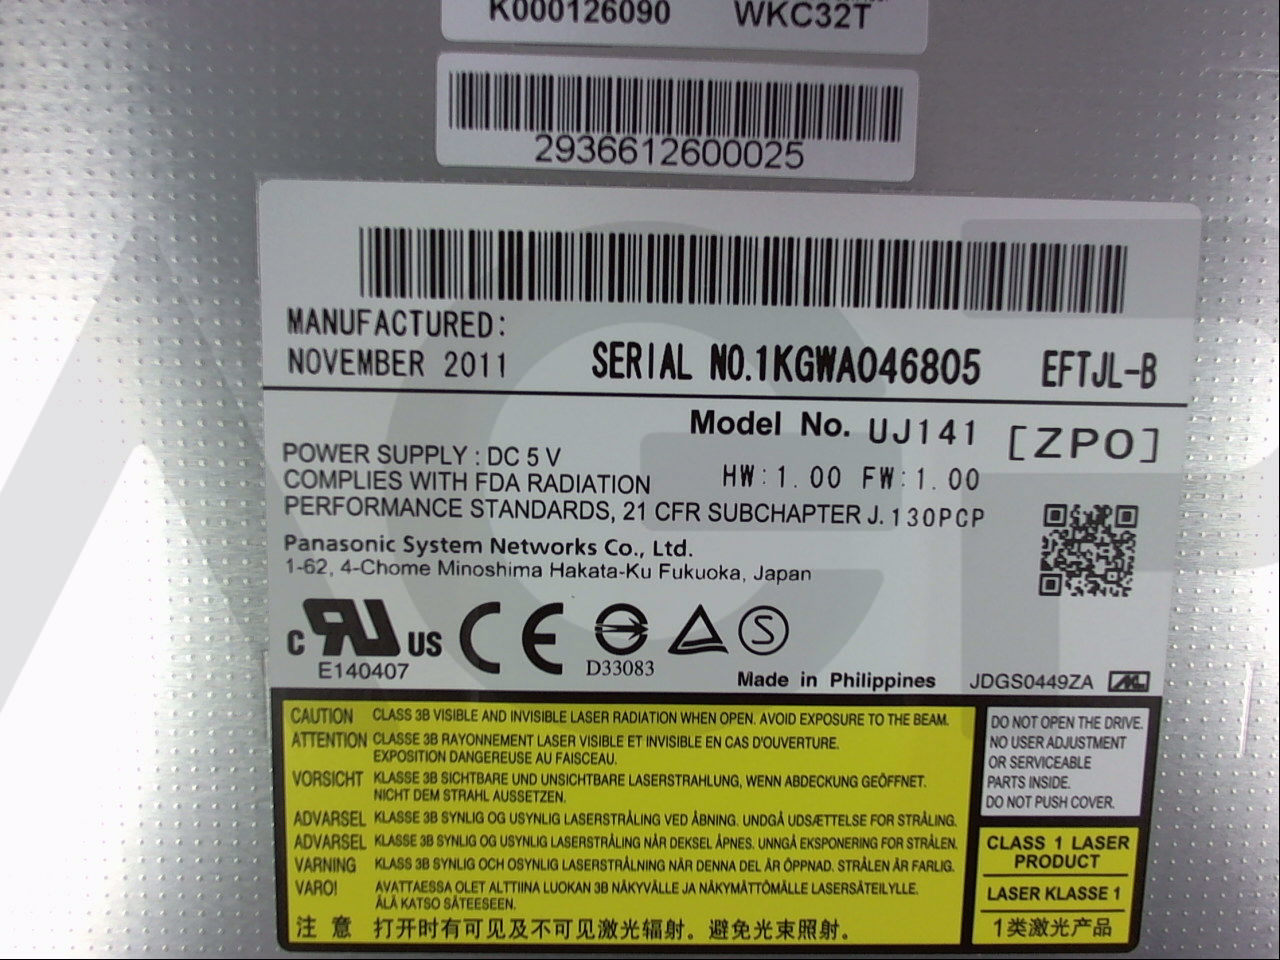 K000126090 WKC32T
2936612600025
MANUFACTURED:
NOVEMBER 2011 SERIAL NO.1KGWA046805 EFTJL-B
Model No. UJ141 [ZPO]
POWER SUPPLY : DC 5 V
HW:1.00 FW:1.00
COMPLIES WITH FDA RADIATION
PERFORMANCE STANDARDS, 21 CFR SUBCHAPTER J. 130PCP
Panasonic System Networks Co., Ltd.
1-62, 4-Chome Minoshima Hakata-Ku Fukuoka, Japan
C US CE S
E140407 D33083
Made in Philippines JDGS0449ZA
CAUTION CLASS 3B VISIBLE AND INVISIBLE LASER RADIATION WHEN OPEN. AVOID EXPOSURE TO THE BEAM.
ATTENTION CLASSE 3B RAYONNEMENT LASER VISIBLE ET INVISIBLE EN CAS D'OUVERTURE.
EXPOSITION DANGEREUSE AU FAISCEAU.
VORSICHT KLASSE 3B SICHTBARE UND UNSICHTBARE LASERSTRAHLUNG, WENN ABDECKUNG GEÖFFNET.
NICHT DEM STRAHL AUSSETZEN.
ADVARSEL KLASSE 3B SYNLIG OG USYNLIG LASERSTRÅLING VED ÅBNING. UNDGÅ UDSÆTTELSE FOR STRÅLING.
ADVARSEL KLASSE 3B SYNLIG OG USYNLIG LASERSTRÅLING NÅR DEKSEL ÅPNES. UNNGÅ EKSPONERING FOR STRÅLEN.
VARNING KLASS 3B SYNLIG OCH OSYNLIG LASERSTRÅLNING NÄR DENNA DEL ÄR ÖPPNAD. STRÅLEN ÄR FARLIG.
VARO! AVATTAESSA OLET ALTTIINA LUOKAN 3B NÄKYVÄLLE JA NÄKYMÄTTÖMÄLLE LASERSÄTEILYLLE.
ÄLÄ KATSO SÄTEESEEN.
注 意 打开时有可见及不可见激光辐射。避免光束照射。
DO NOT OPEN THE DRIVE.
NO USER ADJUSTMENT
OR SERVICEABLE
PARTS INSIDE.
DO NOT PUSH COVER.
CLASS 1 LASER
PRODUCT
LASER KLASSE 1
1类激光产品